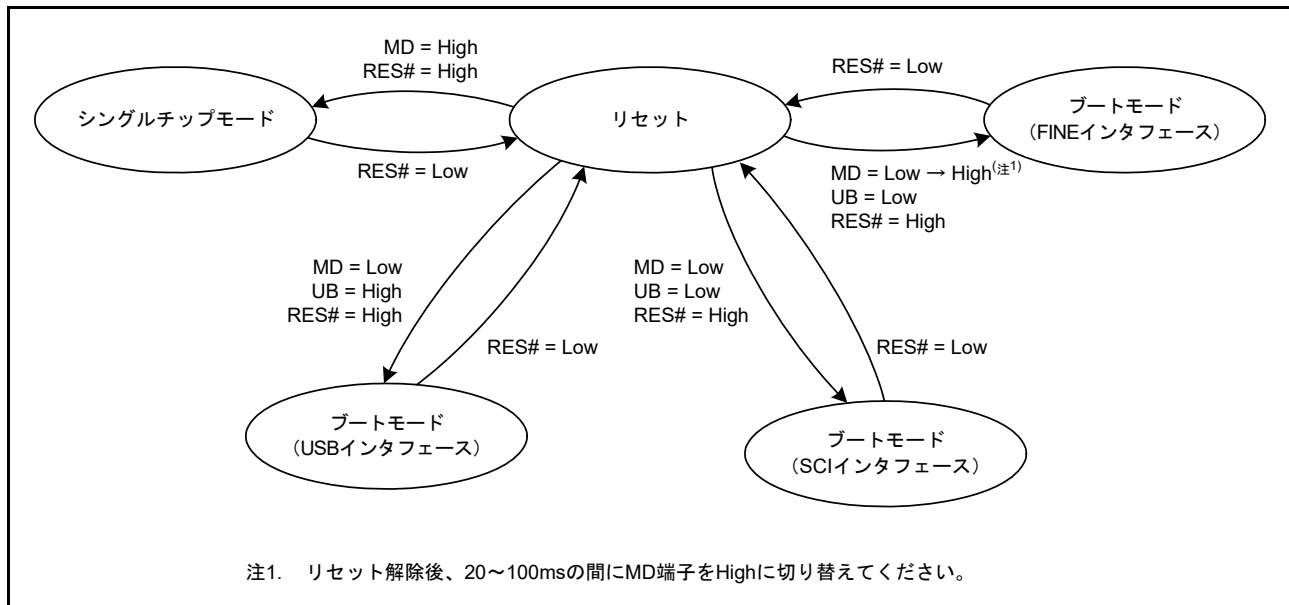 MD = High
RES# = High
シングルチップモード
RES# = Low
リセット
RES# = Low
ブートモード
（FINEインタフェース）
MD = Low → High(注1)
UB = Low
RES# = High
MD = Low
UB = High
RES# = High
RES# = Low
MD = Low
UB = Low
RES# = High
RES# = Low
ブートモード
（USBインタフェース）
ブートモード
（SCIインタフェース）
注1. リセット解除後、20～100msの間にMD端子をHighに切り替えてください。